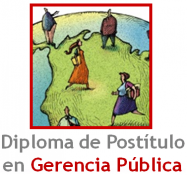 Diploma de Postítulo
en Gerencia Pública